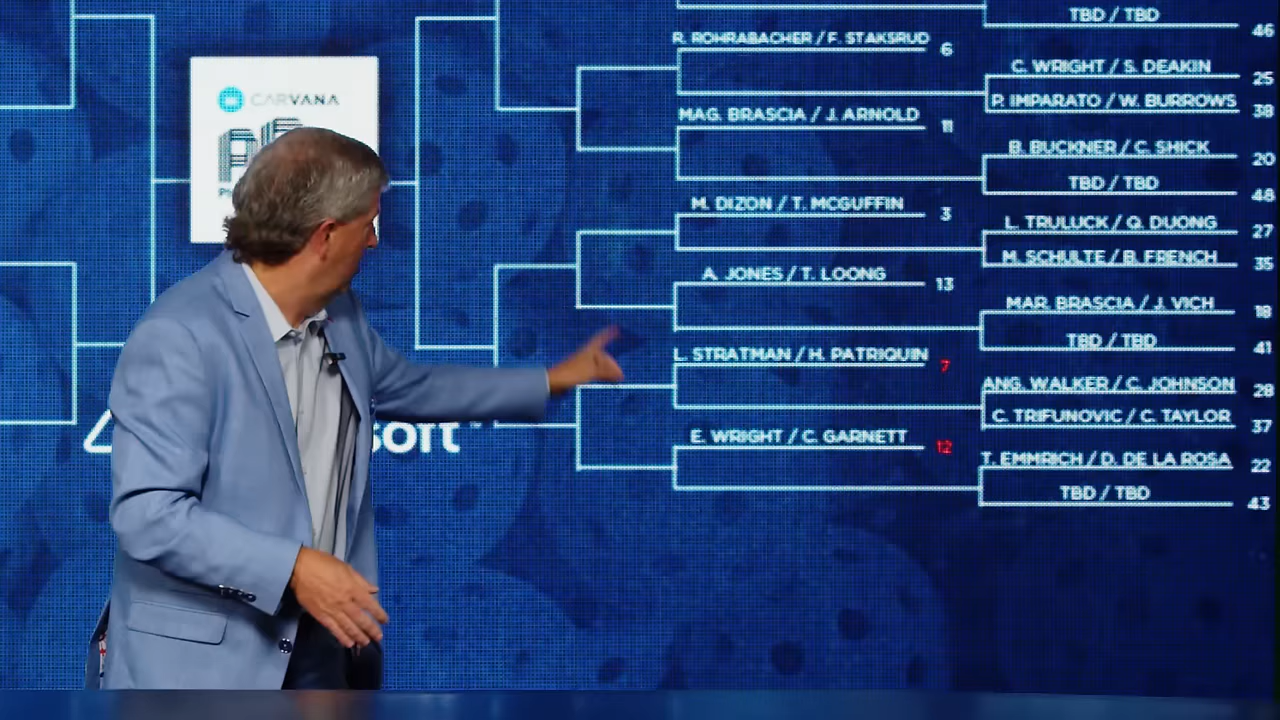 TBD / TBD
46
R. ROHRABACHER / F. STAKSRUD
6
C. WRIGHT / S. DEAKIN
25
P. IMPARATO / W. BURROWS
38
MAG. BRASCIA / J. ARNOLD
11
B. BUCKNER / C. SHICK
20
TBD / TBD
48
M. DIZON / T. MCGUFFIN
3
L. TRULUCK / Q. DUONG
27
M. SCHULTE / B. FRENCH
35
A. JONES / T. LOONG
13
MAR. BRASCIA / J. VICH
18
TBD / TBD
41
L. STRATMAN / H. PATRIQUIN
7
ANG. WALKER / C. JOHNSON
28
C. TRIFUNOVIC / C. TAYLOR
37
E. WRIGHT / C. GARNETT
12
T. EMMRICH / D. DE LA ROSA
22
TBD / TBD
43
CARVANA
soft